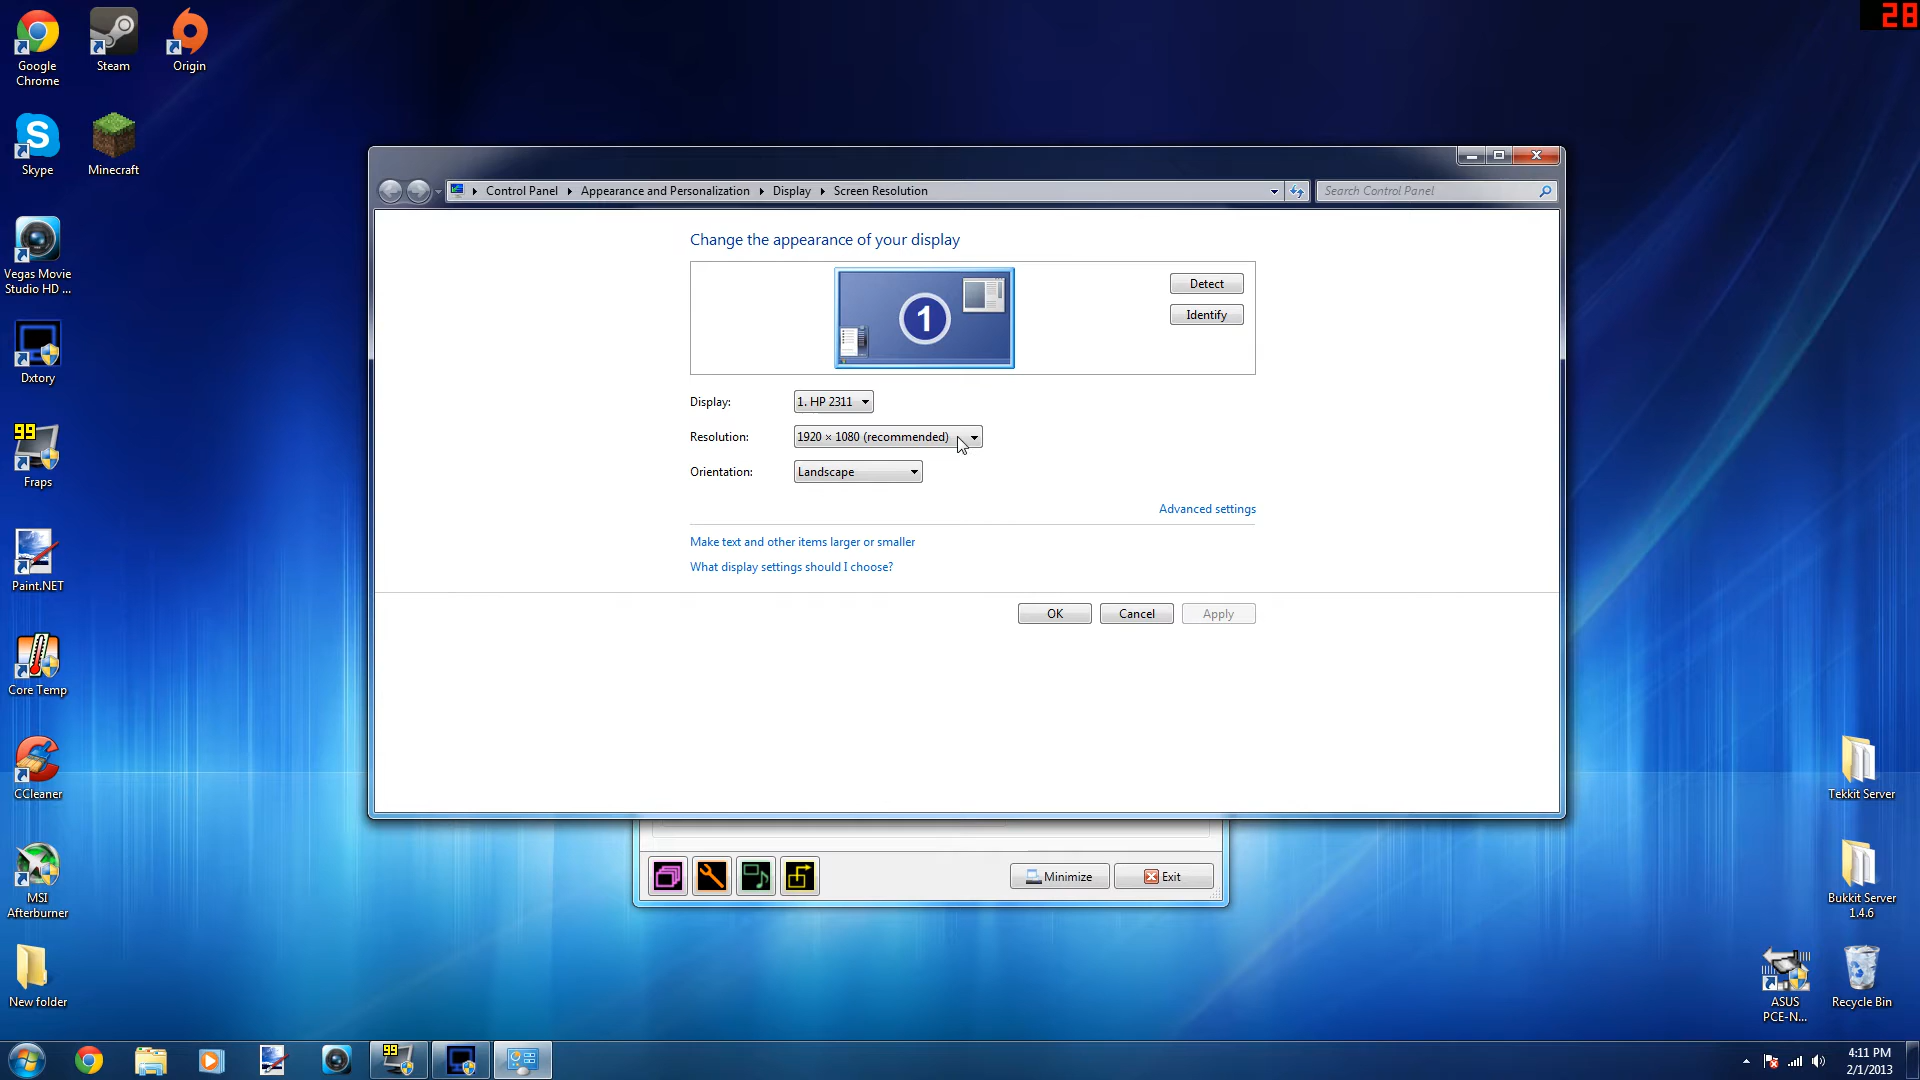 28
Google
Chrome
Steam
Origin
Skype
Minecraft
Vegas Movie
Studio HD ...
Dxtory
99
Fraps
Paint.NET
Core Temp
CCleaner
MSI
Afterburner
New folder
Control Panel
Appearance and Personalization
Display
Screen Resolution
Search Control Panel
Change the appearance of your display
1
Detect
Identify
Display:
1. HP 2311
Resolution:
1920 × 1080 (recommended)
Orientation:
Landscape
Advanced settings
Make text and other items larger or smaller
What display settings should I choose?
OK
Cancel
Apply
Minimize
Exit
Tekkit Server
Bukkit Server
1.4.6
ASUS
PCE-N...
Recycle Bin
99
4:11 PM
2/1/2013